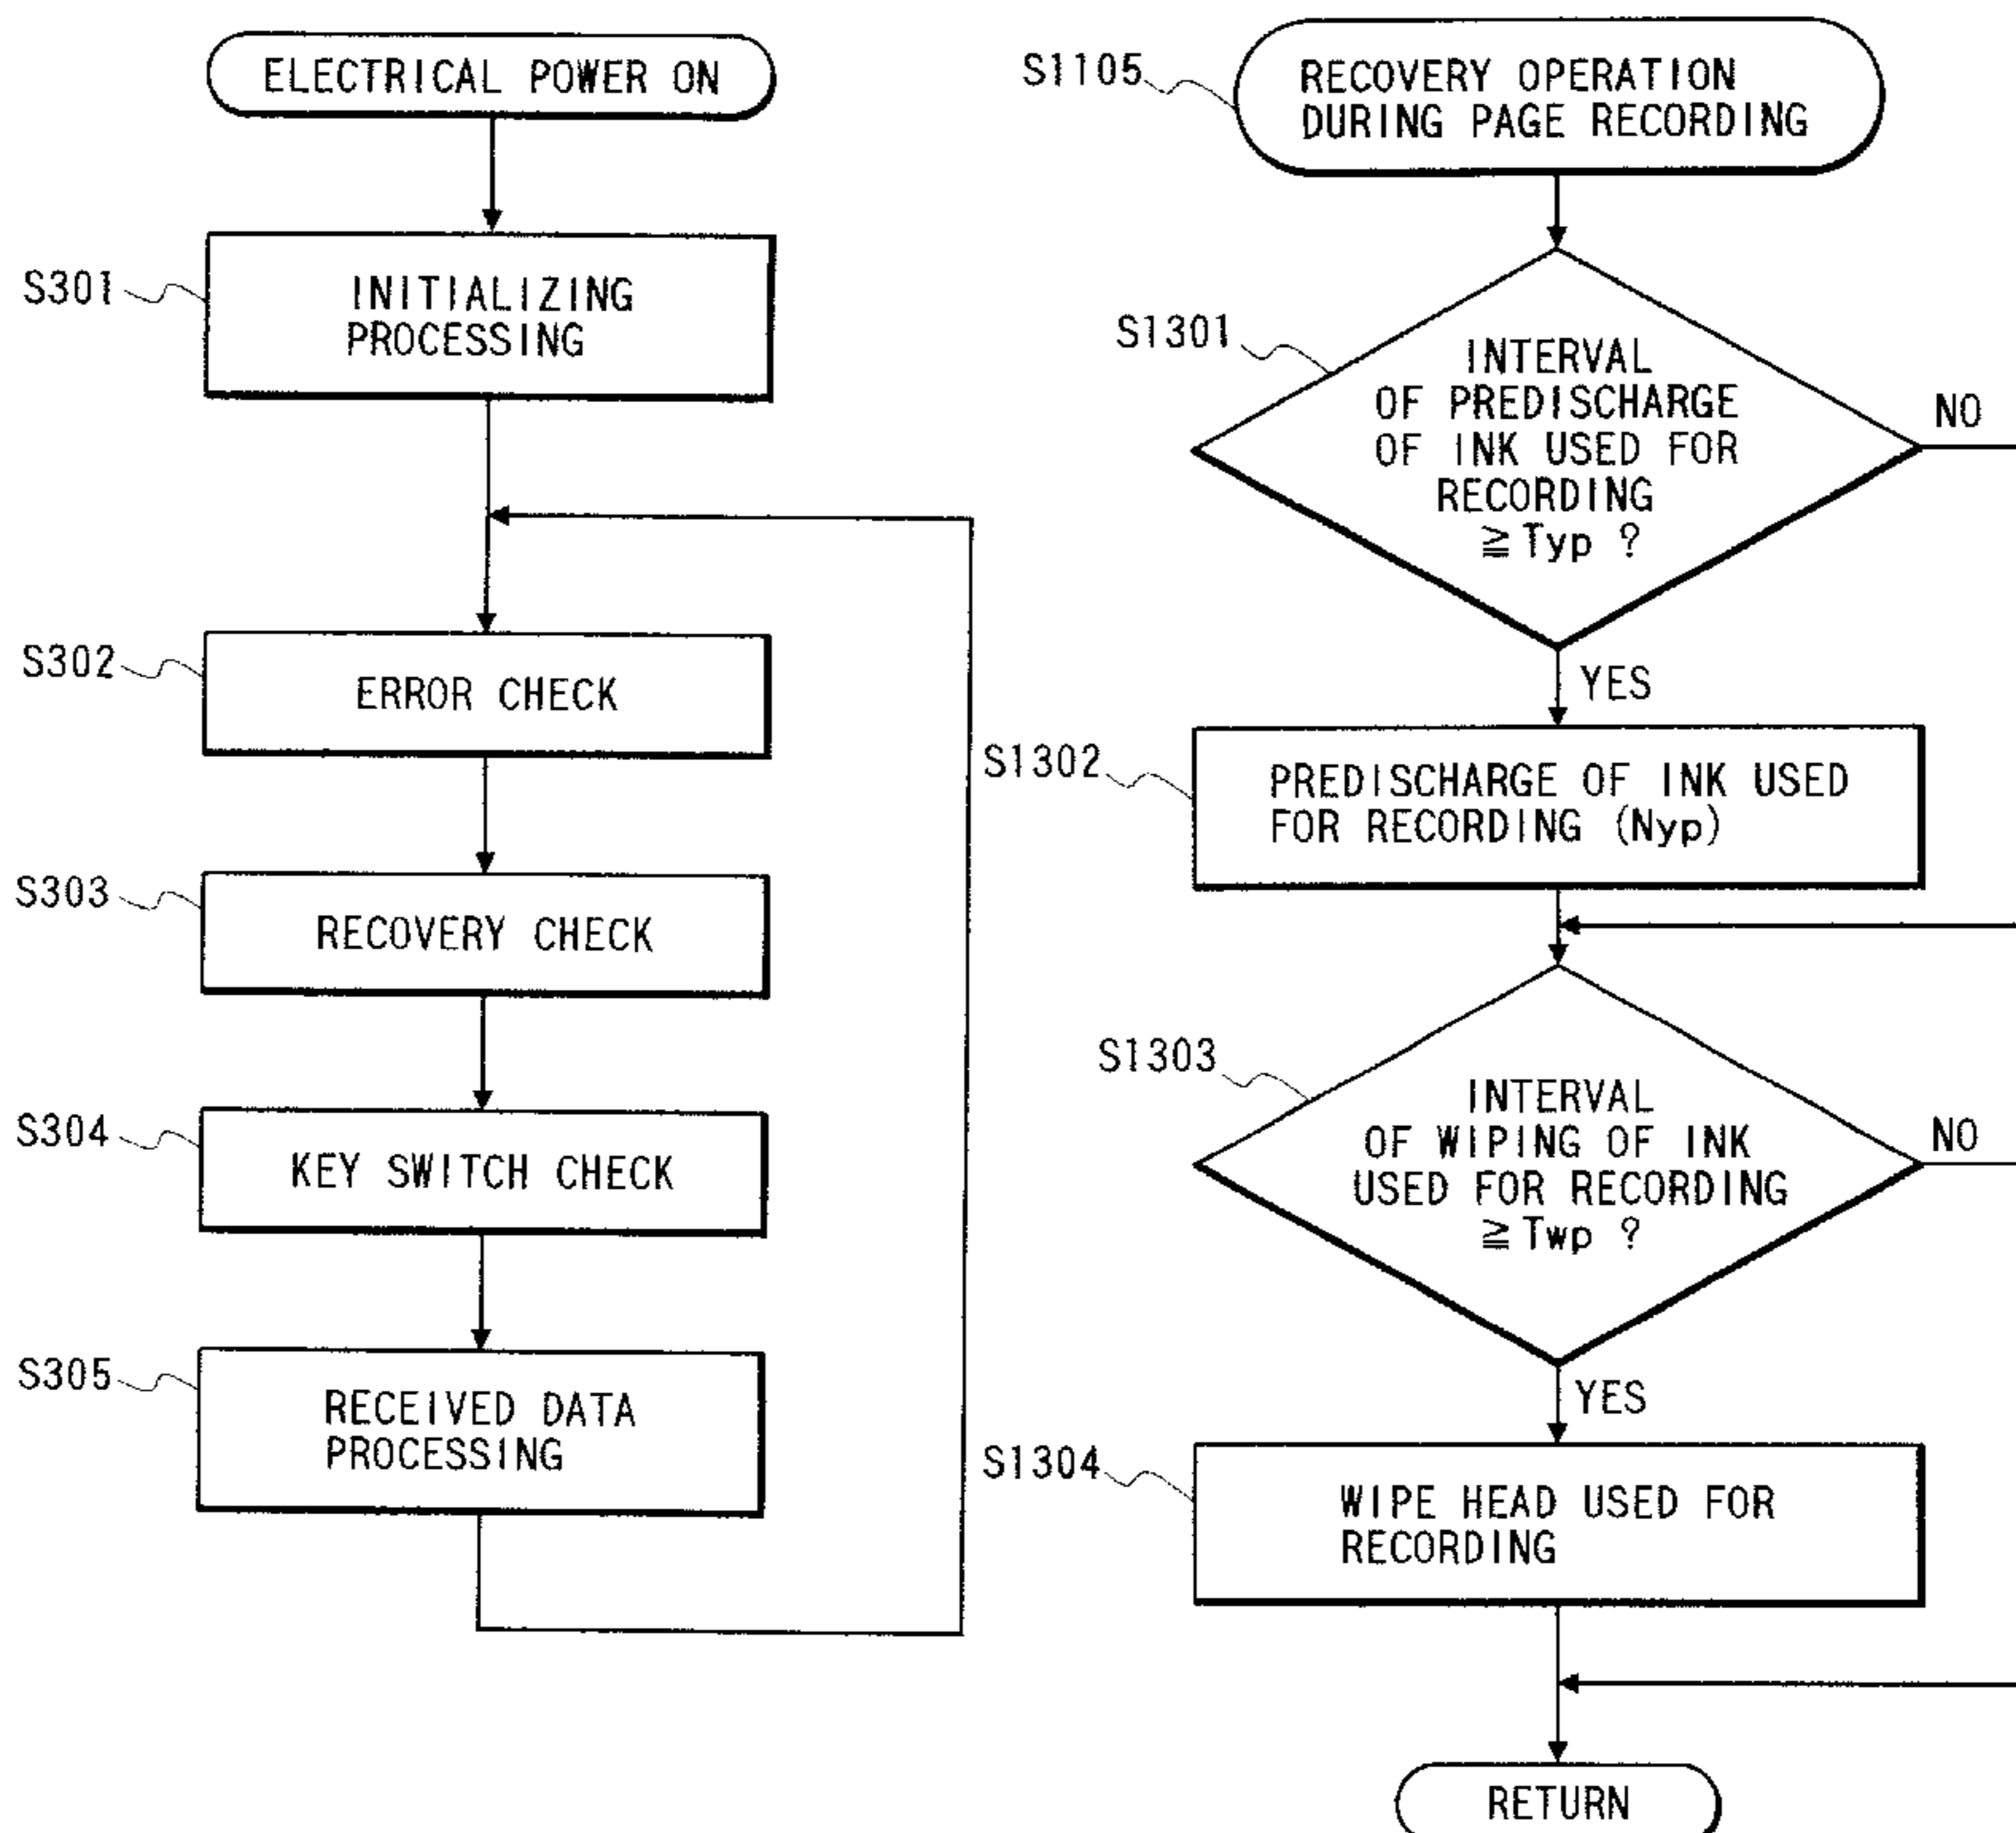 ELECTRICAL POWER ON
S301
INITIALIZING
PROCESSING
S302
ERROR CHECK
S303
RECOVERY CHECK
S304
KEY SWITCH CHECK
S305
RECEIVED DATA
PROCESSING
S1105
RECOVERY OPERATION
DURING PAGE RECORDING
S1301
INTERVAL
OF PREDISCHARGE
OF INK USED FOR
RECORDING
≧Typ ?
NO
YES
S1302
PREDISCHARGE OF INK USED
FOR RECORDING (Nyp)
S1303
INTERVAL
OF WIPING OF INK
USED FOR RECORDING
≧Twp ?
NO
YES
S1304
WIPE HEAD USED FOR
RECORDING
RETURN